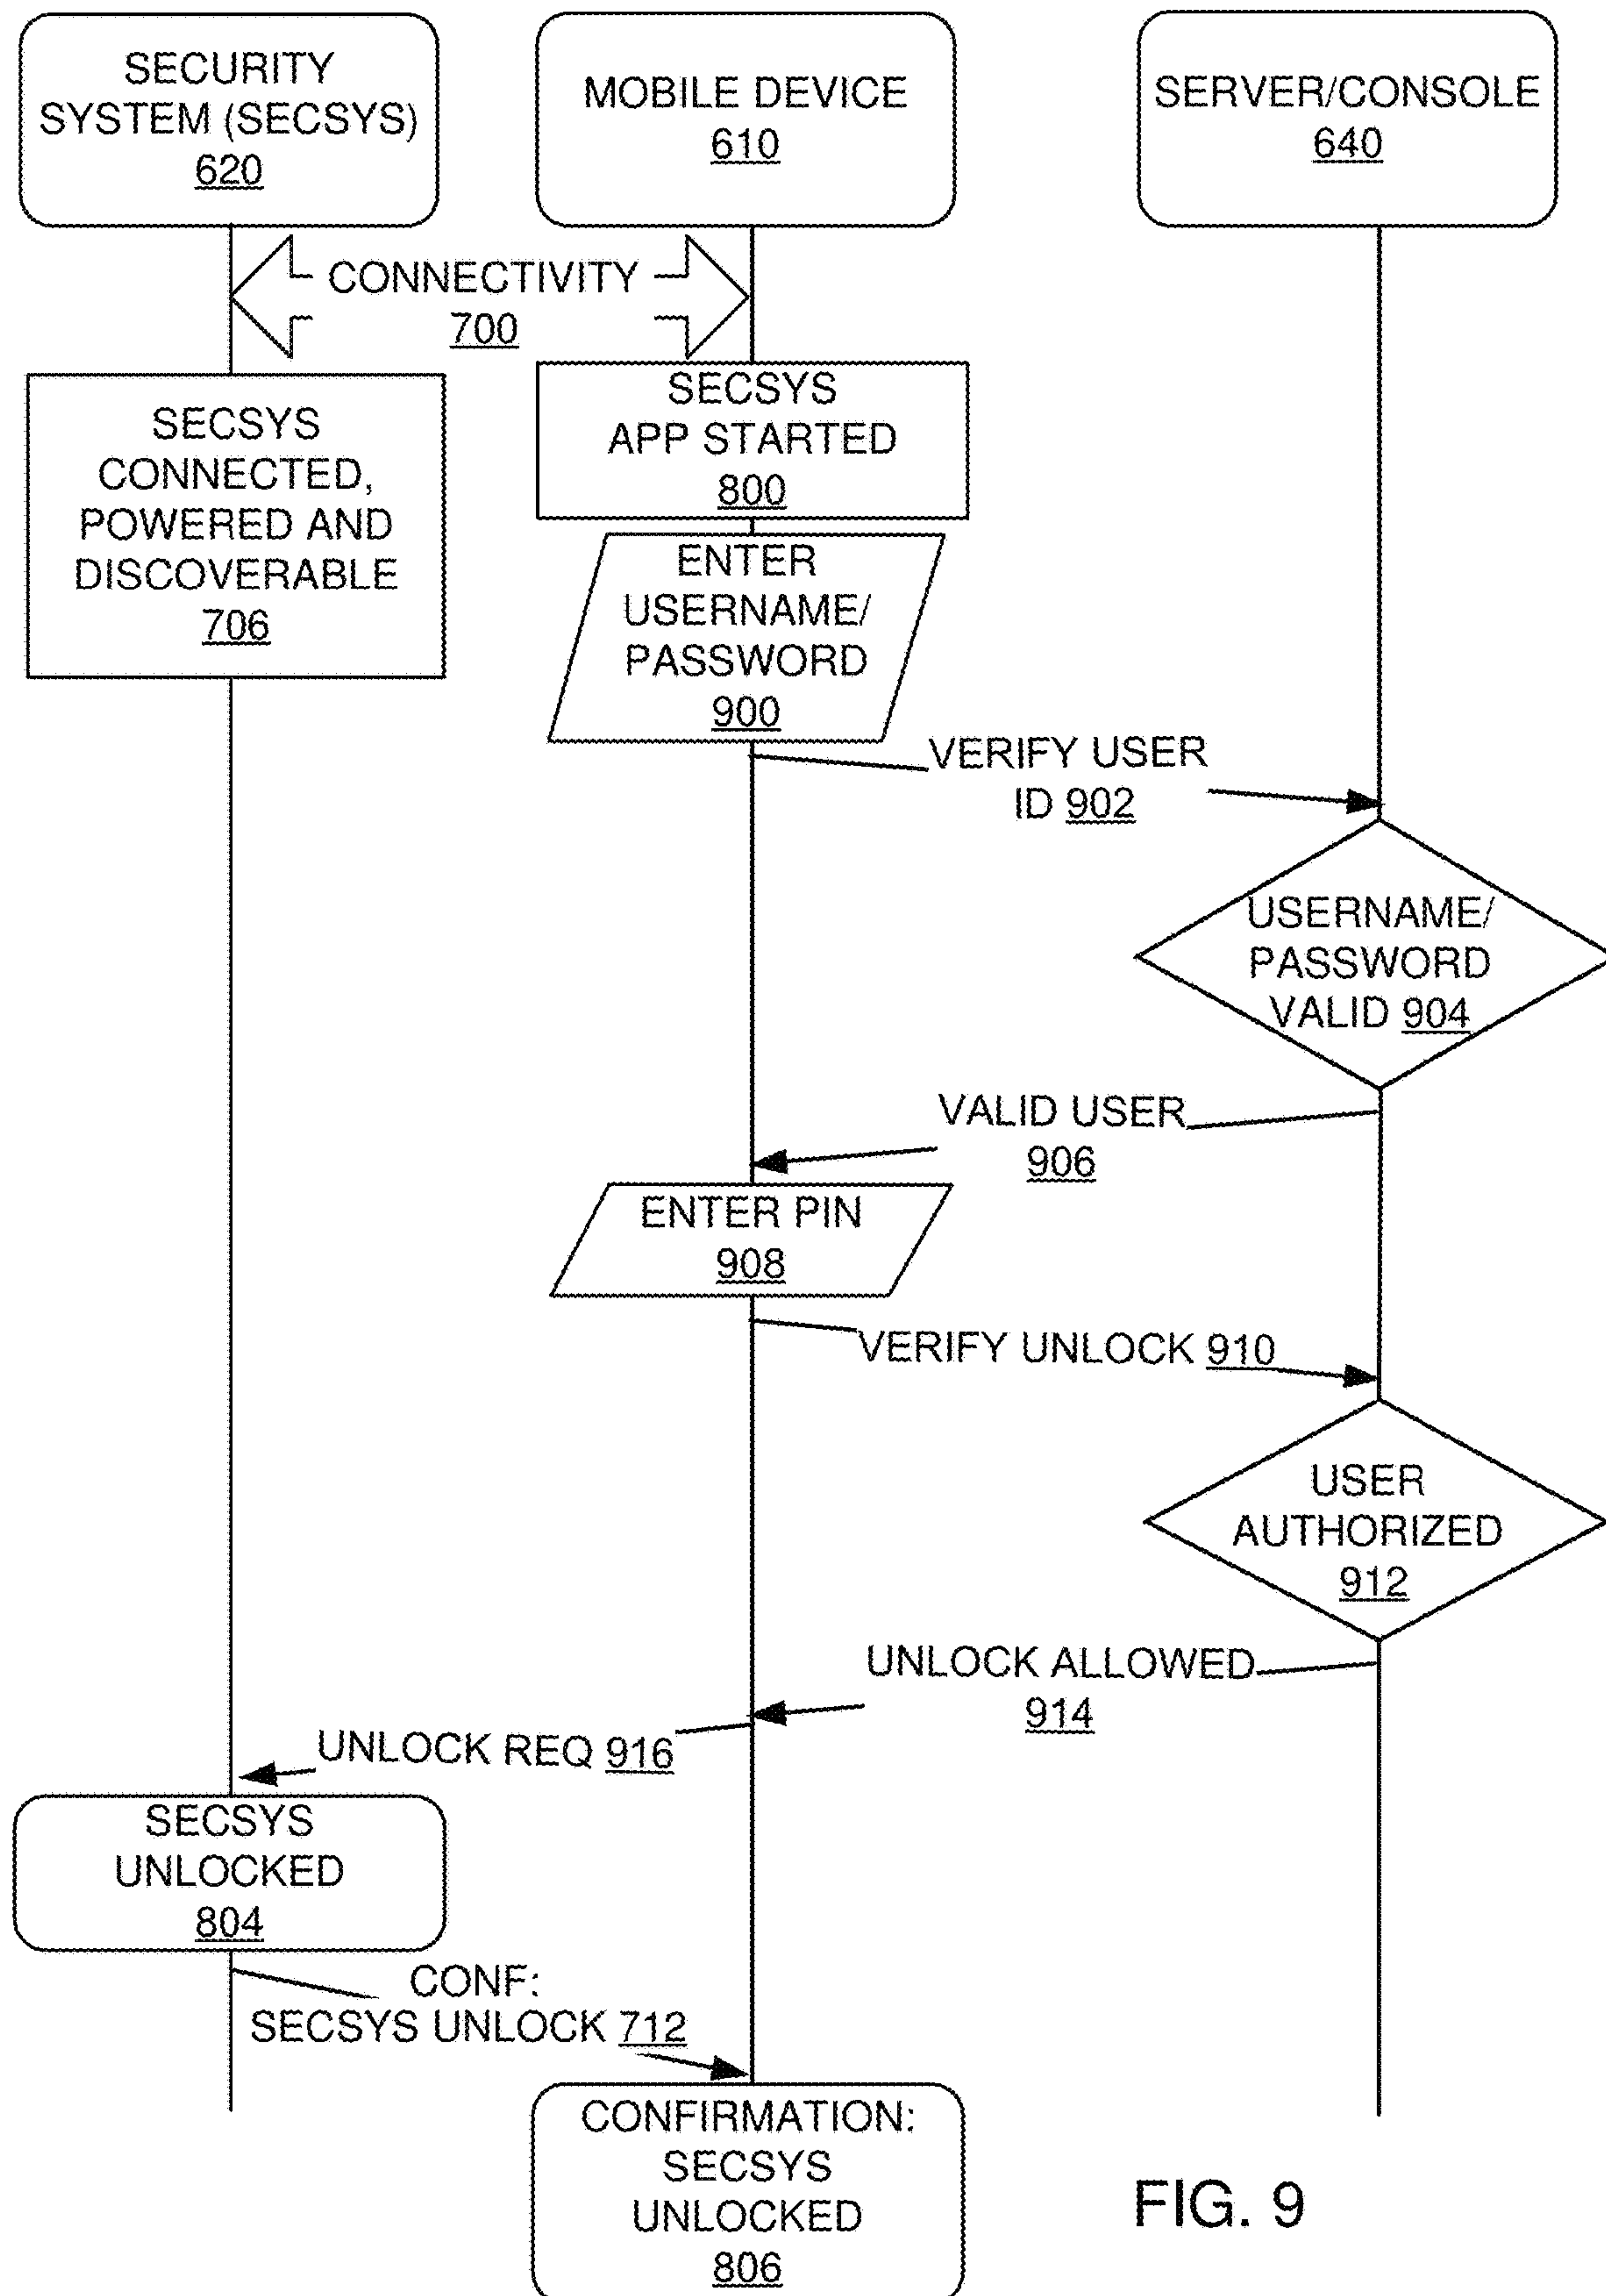 SECURITY
SYSTEM (SECSYS)
620
MOBILE DEVICE
610
SERVER/CONSOLE
640
CONNECTIVITY
700
SECSYS
CONNECTED,
POWERED AND
DISCOVERABLE
706
SECSYS
APP STARTED
800
ENTER
USERNAME/
PASSWORD
900
VERIFY USER
ID 902
USERNAME/
PASSWORD
VALID 904
VALID USER
906
ENTER PIN
908
VERIFY UNLOCK 910
USER
AUTHORIZED
912
UNLOCK ALLOWED
914
UNLOCK REQ 916
SECSYS
UNLOCKED
804
CONF:
SECSYS UNLOCK 712
CONFIRMATION:
SECSYS
UNLOCKED
806
FIG. 9